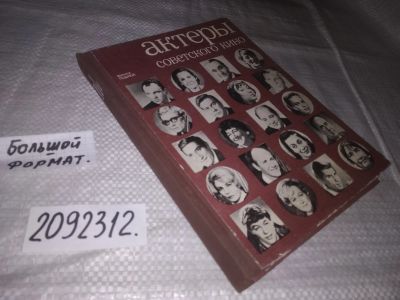 актеры
советского кино
Большой
формат.
2092312.